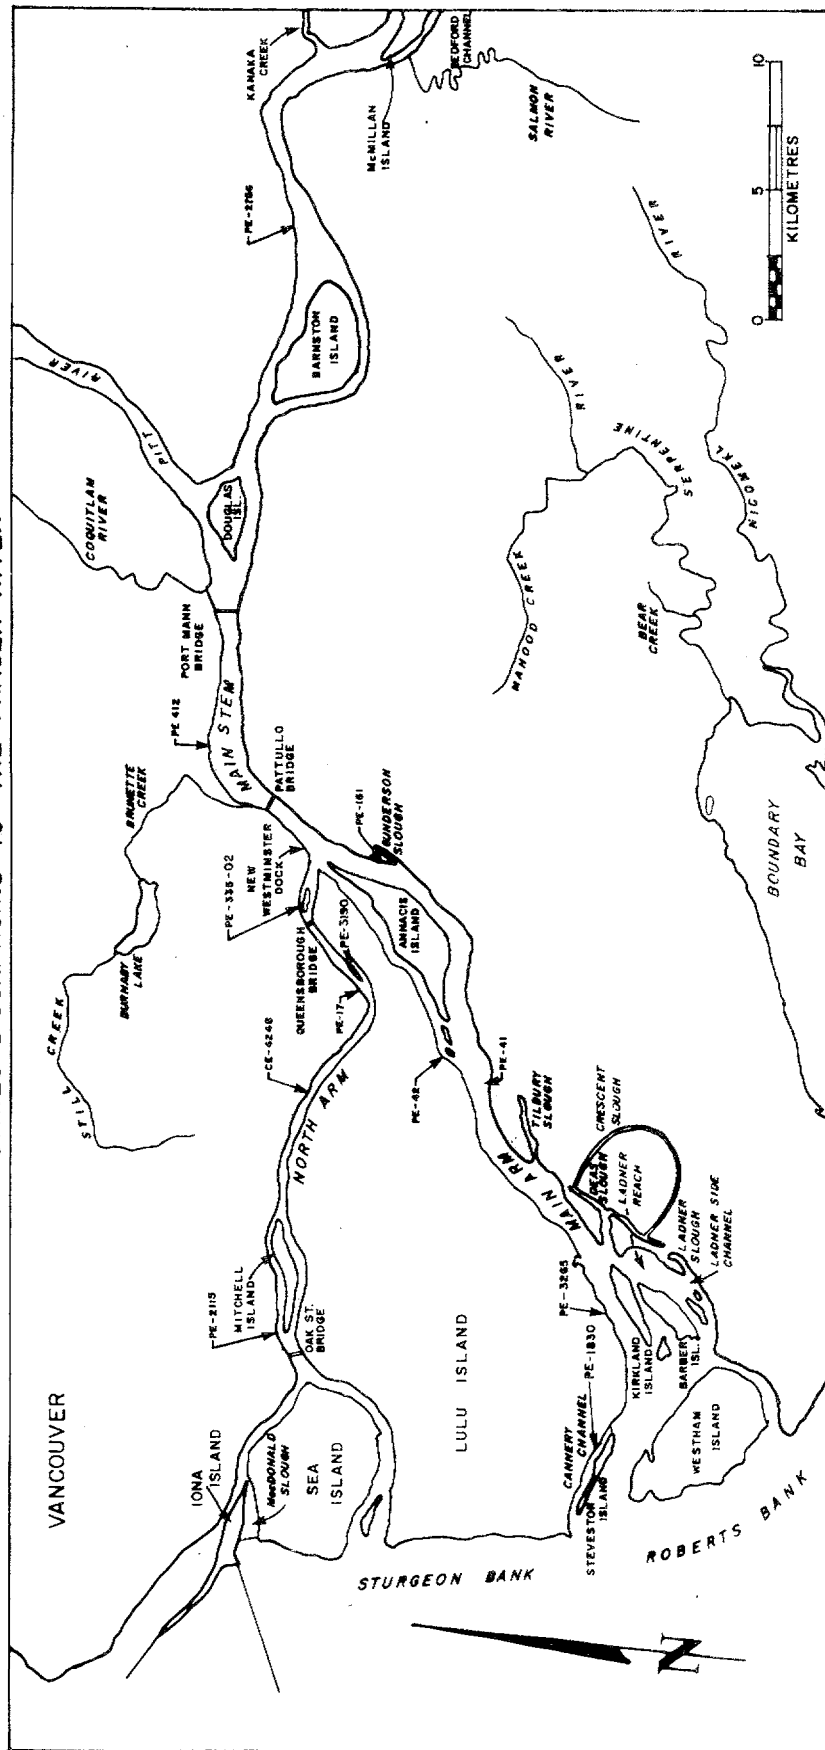 VANCOUVER
IONA
ISLAND
MacDONALD
SLOUGH
SEA
ISLAND
STURGEON BANK
ROBERTS BANK
N
LULU ISLAND
PE-2115
MITCHELL
ISLAND
OAK ST.
BRIDGE
NORTH ARM
CE-4248
STILL CREEK
BURNABY
LAKE
BRUNETTE
CREEK
PE-335-02
NEW
WESTMINSTER
DOCK
QUEENSBOROUGH
BRIDGE
PE-3190
PE-17
PE 412
MAIN STEM
PATTULLO
BRIDGE
PORT MANN
BRIDGE
COQUITLAM
RIVER
PITT RIVER
DOUGLAS
ISL.
BARNSTON
ISLAND
PE-2756
KANAKA
CREEK
McMILLAN
ISLAND
BEDFORD
CHANNEL
SALMON
RIVER
PE-161
GUNDERSON
SLOUGH
ANNACIS
ISLAND
PE-42
PE-41
TILBURY
SLOUGH
MAIN ARM
CRESCENT SLOUGH
DEAS
SLOUGH
LADNER
REACH
LADNER
SLOUGH
LADNER SIDE
CHANNEL
PE-3265
PE-1830
CANNERY
CHANNEL
STEVESTON
ISLAND
KIRKLAND
ISLAND
BARBER
ISL.
WESTHAM
ISLAND
MAHOOD CREEK
BEAR
CREEK
SERPENTINE RIVER
NICOMEKL RIVER
BOUNDARY
BAY
0 5 10
KILOMETRES